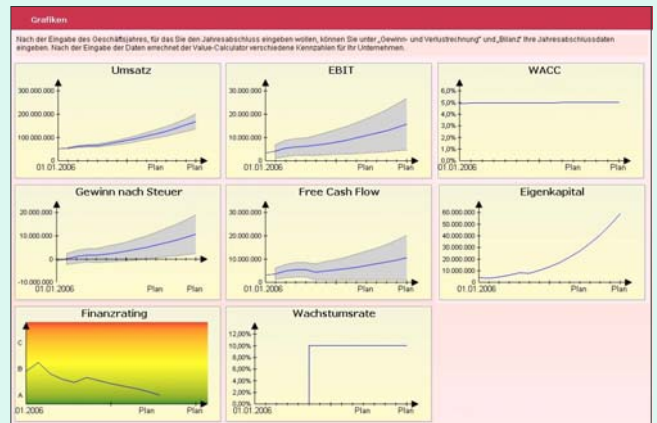 Grafiken
Nach der Eingabe des Geschäftsjahres, für das Sie den Jahresabschluss eingeben wollen, können Sie unter „Gewinn- und Verlustrechnung" und „Bilanz" Ihre Jahresabschlussdaten
eingeben. Nach der Eingabe der Daten errechnet der Value-Calculator verschiedene Kennzahlen für Ihr Unternehmen.
Umsatz
300.000.000
200.000.000
100.000.000
0
01.01.2006 Plan Plan
EBIT
30.000.000
20.000.000
10.000.000
0
01.01.2006 Plan Plan
WACC
6,0%
5,0%
4,0%
3,0%
2,0%
1,0%
0,0%
01.01.2006 Plan Plan
Gewinn nach Steuer
20.000.000
10.000.000
0
-10.000.000
01.01.2006 Plan Plan
Free Cash Flow
30.000.000
20.000.000
10.000.000
0
01.01.2006 Plan Plan
Eigenkapital
60.000.000
50.000.000
40.000.000
30.000.000
20.000.000
10.000.000
0
01.01.2006 Plan Plan
Finanzrating
C
B
A
01.01.2006 Plan Plan
Wachstumsrate
12,00%
10,00%
8,00%
6,00%
4,00%
2,00%
0,00%
01.01.2006 Plan Plan